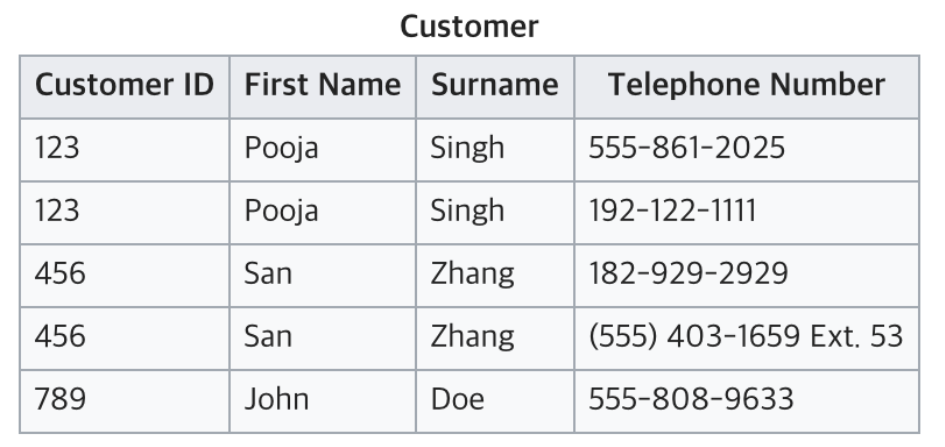 Customer
Customer ID First Name Surname Telephone Number
123 Pooja Singh 555-861-2025
123 Pooja Singh 192-122-1111
456 San Zhang 182-929-2929
456 San Zhang (555) 403-1659 Ext. 53
789 John Doe 555-808-9633